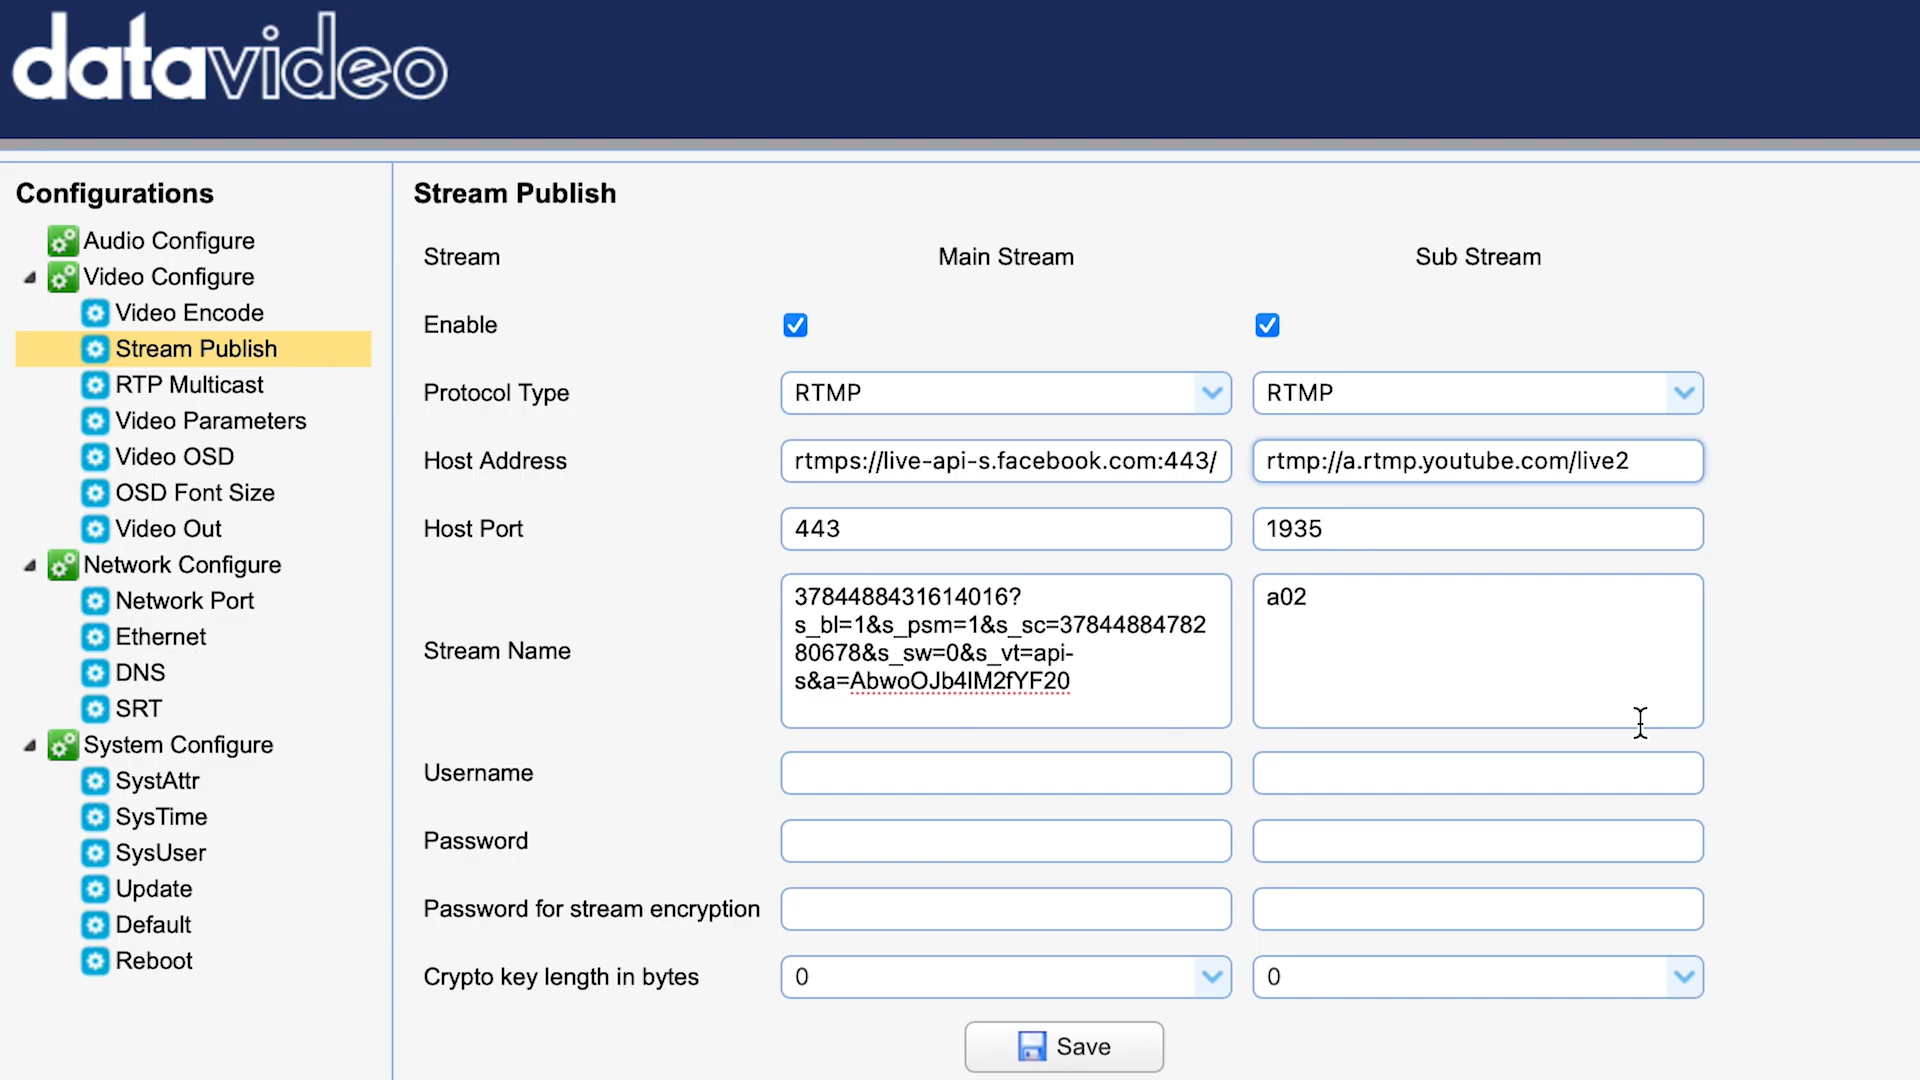 datavideo
Configurations
Audio Configure
Video Configure
Video Encode
Stream Publish
RTP Multicast
Video Parameters
Video OSD
OSD Font Size
Video Out
Network Configure
Network Port
Ethernet
DNS
SRT
System Configure
SystAttr
SysTime
SysUser
Update
Default
Reboot
Stream Publish
Stream Main Stream Sub Stream
Enable
Protocol Type RTMP RTMP
Host Address rtmps://live-api-s.facebook.com:443/ rtmp://a.rtmp.youtube.com/live2
Host Port 443 1935
Stream Name
3784488431614016?
s_bl=1&s_psm=1&s_sc=37844884782
80678&s_sw=0&s_vt=api-
s&a=AbwoOJb4lM2fYF20
a02
Username
Password
Password for stream encryption
Crypto key length in bytes 0 0
Save